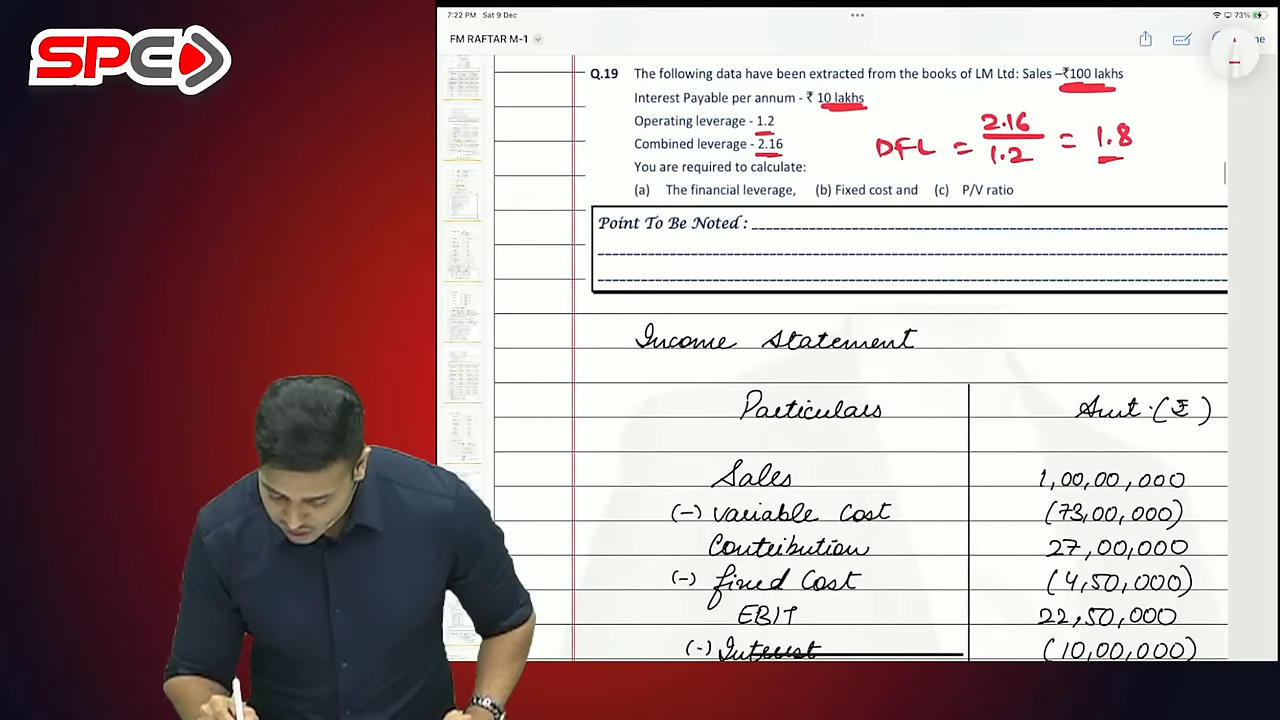 7:22 PM Sat 9 Dec
73%
FM RAFTAR M-1
SPC
Q.19 The following data have been extracted from the books of LM Ltd: Sales –₹100 lakhs
Interest Payable per annum - ₹ 10 lakhs
Operating leverage - 1.2
Combined leverage - 2.16
DFL = 2.16 / 1.2 = 1.8
You are required to calculate:
(a) The financial leverage, (b) Fixed cost and (c) P/V ratio
Point To Be Noted :
Income Statement
Particulars Amt. (₹)
Sales 1,00,00,000
(-) Variable Cost (73,00,000)
Contribution 27,00,000
(-) fixed Cost (4,50,000)
EBIT 22,50,000
(-) Interest (10,00,000)